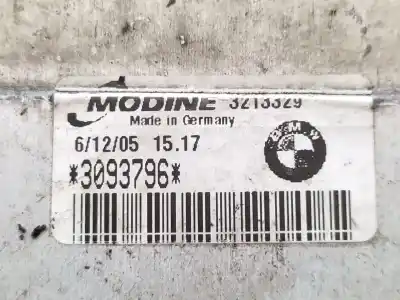 MODINE 3213329
Made in Germany
6/12/05 15.17
BMW
*3093796*